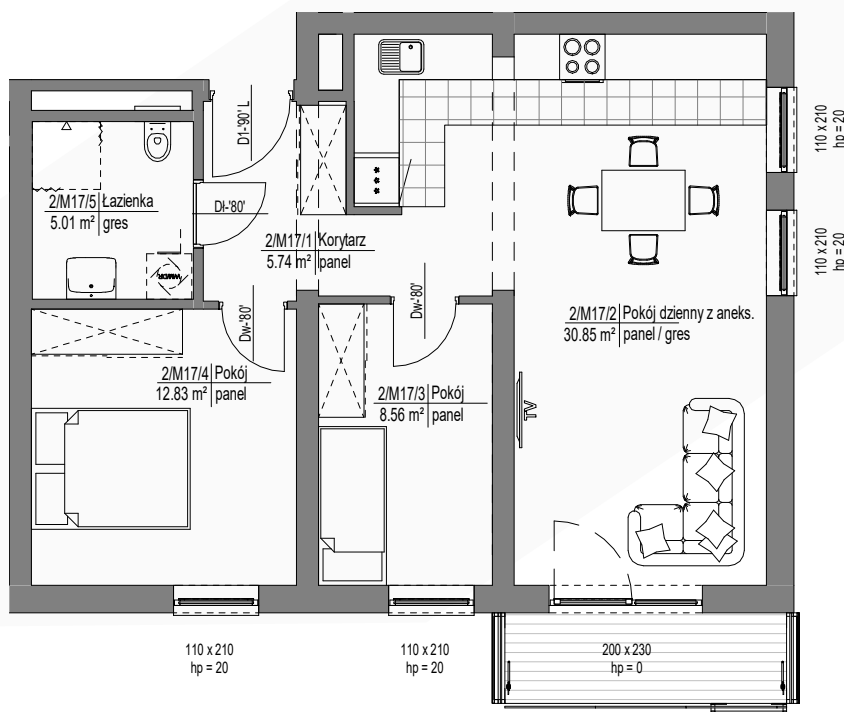 D1-'90' L
110 x 210
hp = 20
2/M17/5 Łazienka
5.01 m² gres
Dł-'80'
2/M17/1 Korytarz
5.74 m² panel
110 x 210
hp = 20
Dw-'80'
Dw-'80'
2/M17/2 Pokój dzienny z aneks.
30.85 m² panel / gres
2/M17/4 Pokój
12.83 m² panel
2/M17/3 Pokój
8.56 m² panel
TV
110 x 210
hp = 20
110 x 210
hp = 20
200 x 230
hp = 0